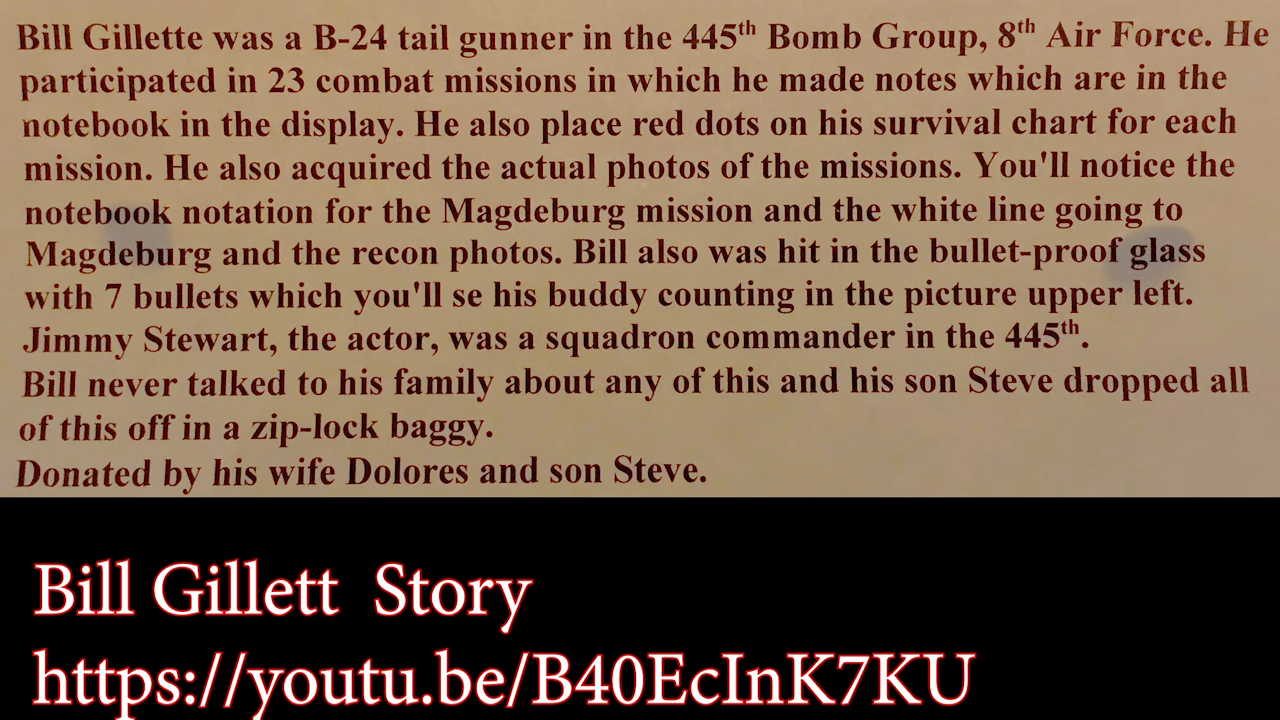 Bill Gillette was a B-24 tail gunner in the 445th Bomb Group, 8th Air Force. He
participated in 23 combat missions in which he made notes which are in the
notebook in the display. He also place red dots on his survival chart for each
mission. He also acquired the actual photos of the missions. You'll notice the
notebook notation for the Magdeburg mission and the white line going to
Magdeburg and the recon photos. Bill also was hit in the bullet-proof glass
with 7 bullets which you'll se his buddy counting in the picture upper left.
Jimmy Stewart, the actor, was a squadron commander in the 445th.
Bill never talked to his family about any of this and his son Steve dropped all
of this off in a zip-lock baggy.
Donated by his wife Dolores and son Steve.
Bill Gillett Story
https://youtu.be/B40EcInK7KU